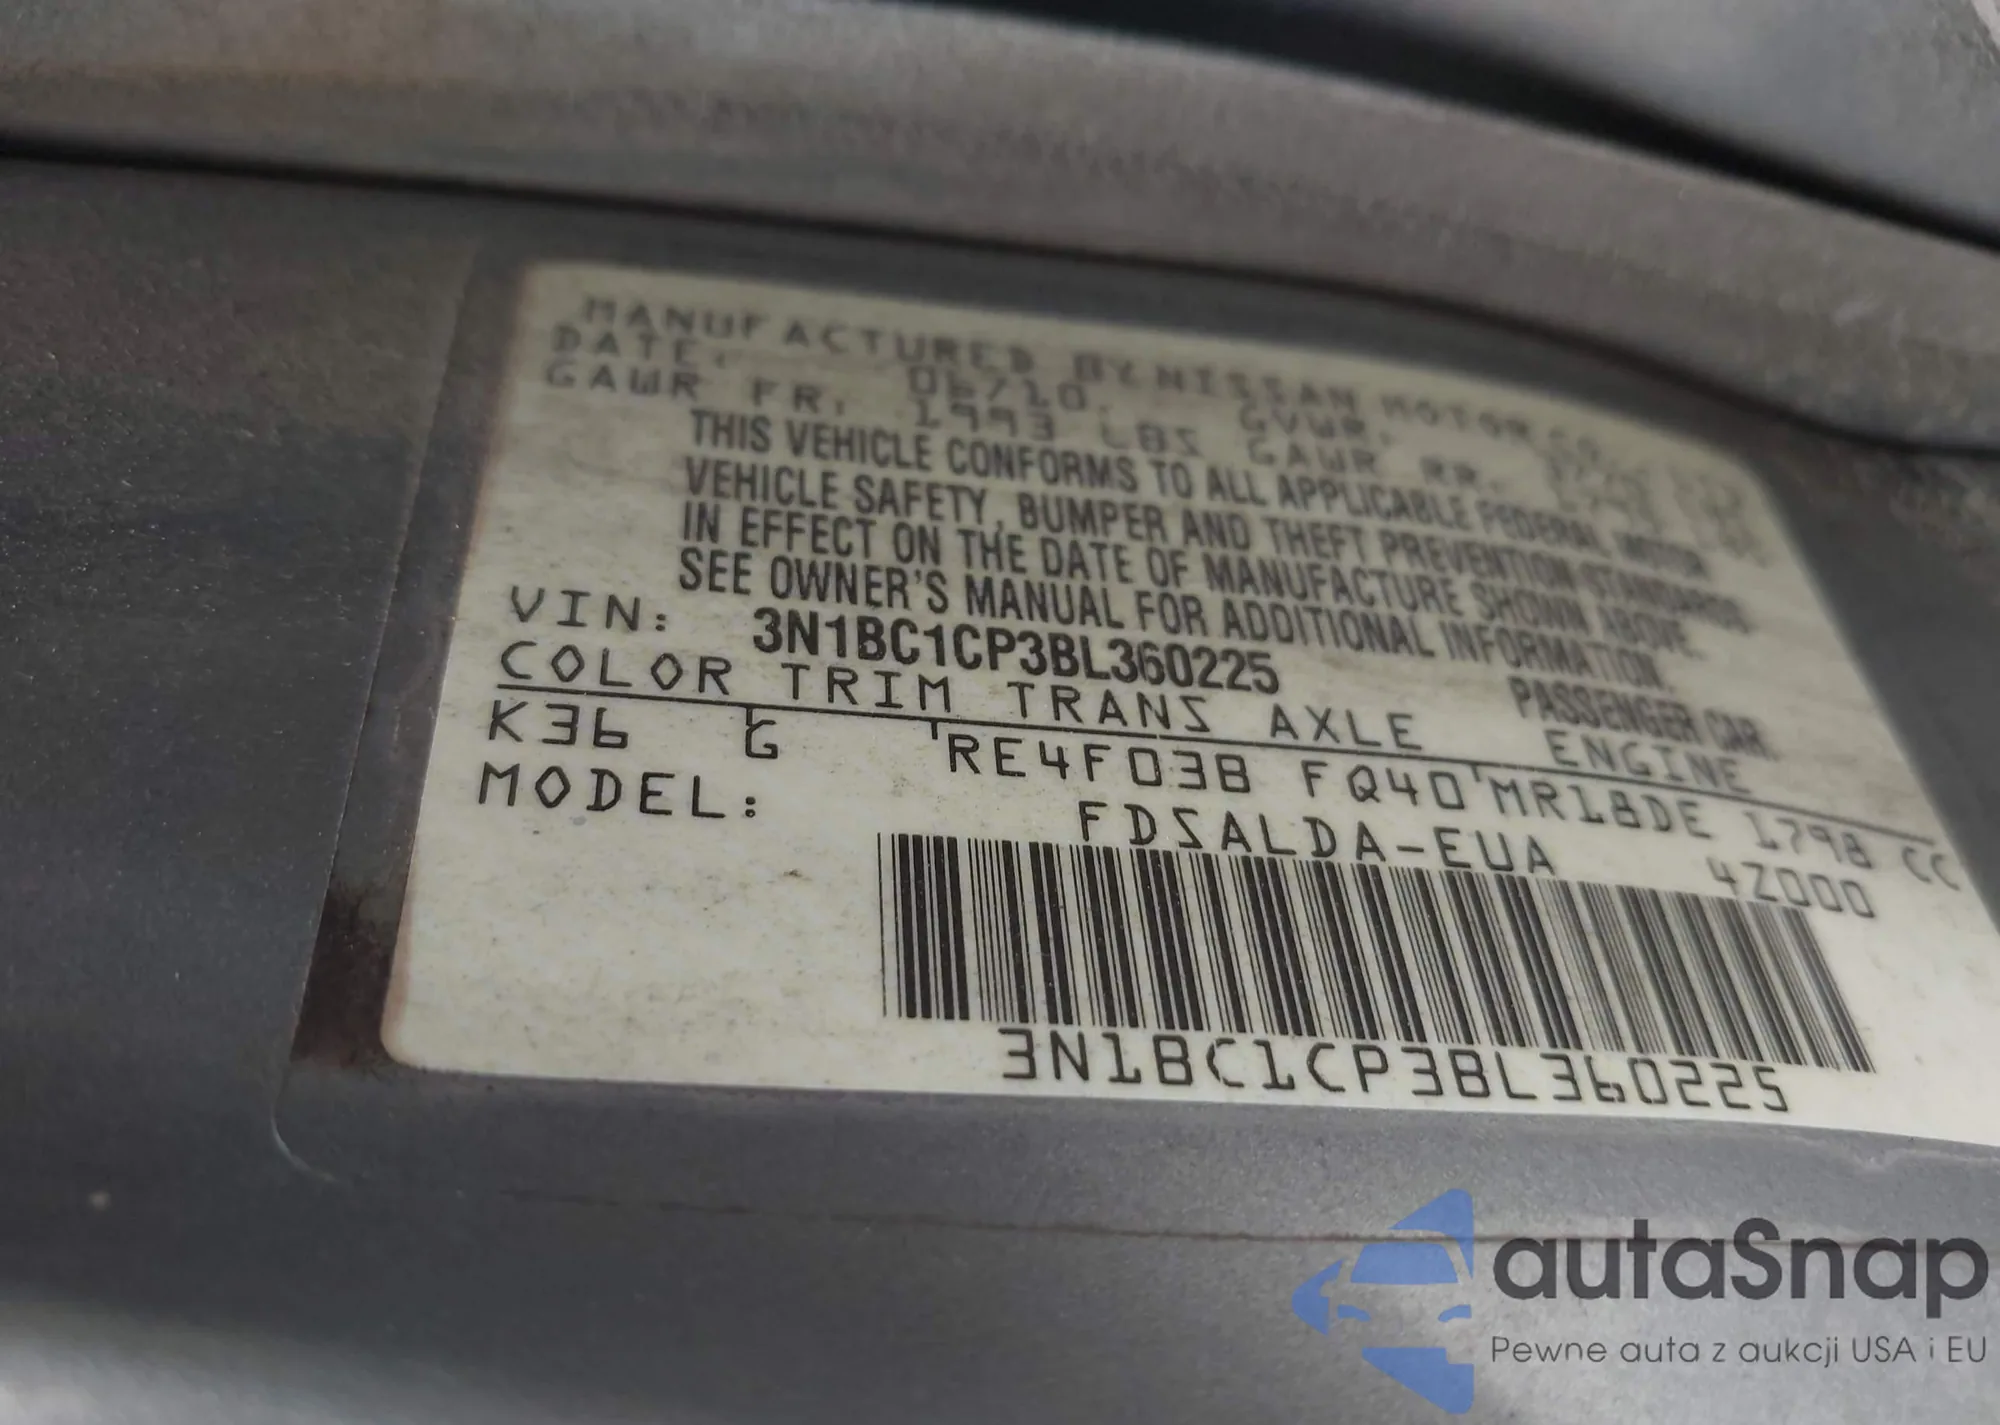 MANUFACTURED BY NISSAN MOTOR CO.
DATE: 06/10 GVWR:
GAWR FR: 1993 LBS GAWR RR:
THIS VEHICLE CONFORMS TO ALL APPLICABLE FEDERAL MOTOR
VEHICLE SAFETY, BUMPER AND THEFT PREVENTION STANDARDS
IN EFFECT ON THE DATE OF MANUFACTURE SHOWN ABOVE.
SEE OWNER'S MANUAL FOR ADDITIONAL INFORMATION.
VIN: 3N1BC1CP3BL360225 PASSENGER CAR
COLOR TRIM TRANS AXLE ENGINE
K36 G RE4F03B FQ40 MR18DE 1798 CC
MODEL: FDSALDA-EUA 4Z000
3N1BC1CP3BL360225
autaSnap
Pewne auta z aukcji USA i EU